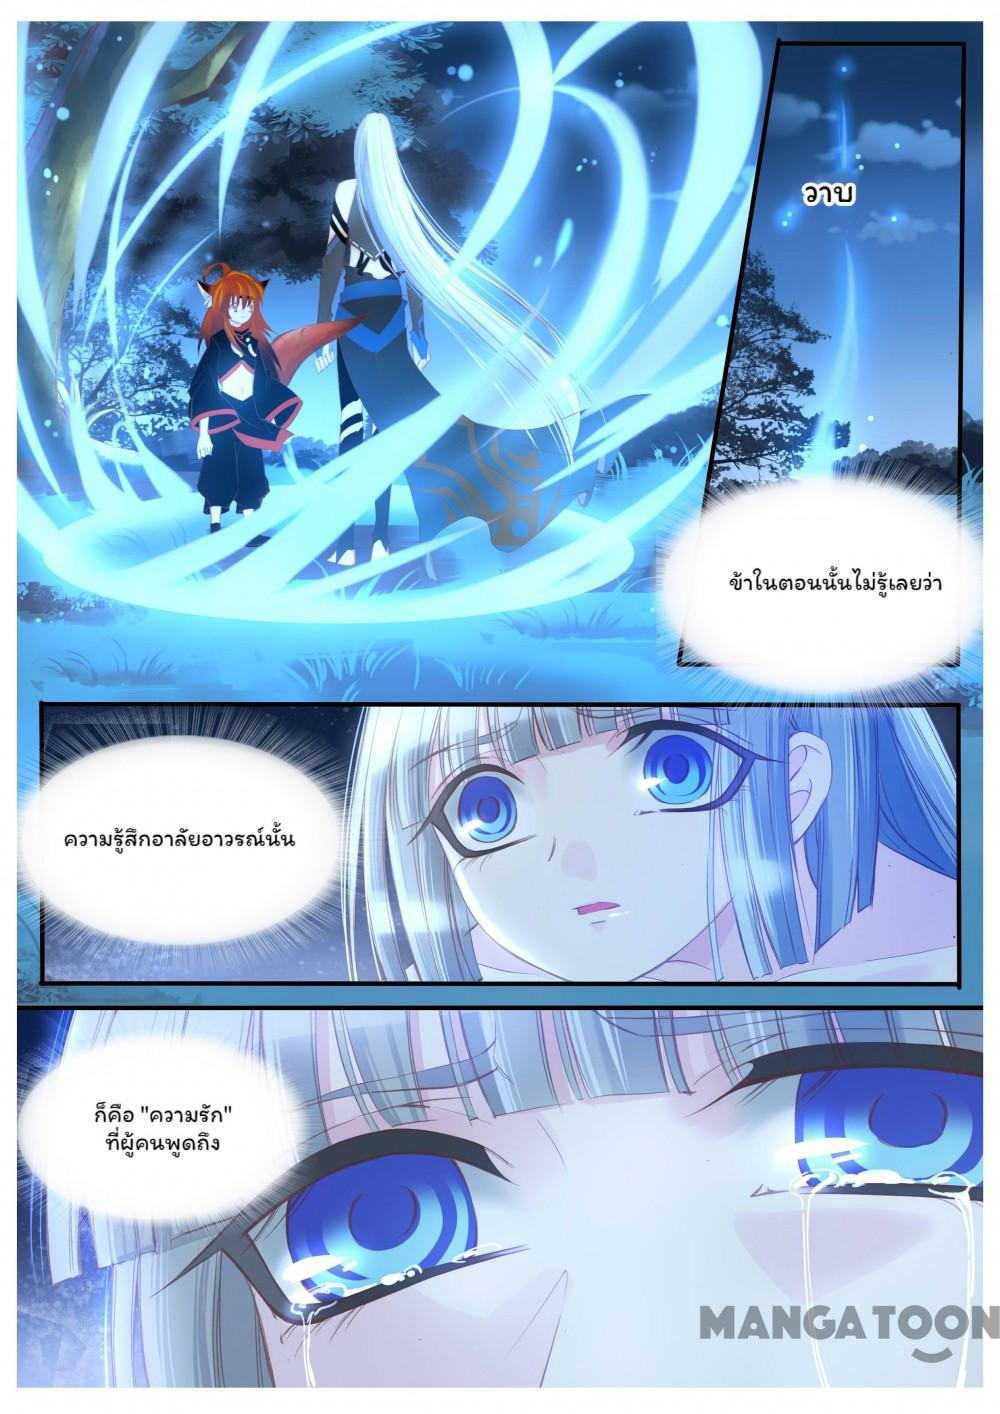 วาบ
ข้าในตอนนั้นไม่รู้เลยว่า
ความรู้สึกอาลัยอาวรณ์นั้น
ก็คือ "ความรัก"
ที่ผู้คนพูดถึง
MANGATOON